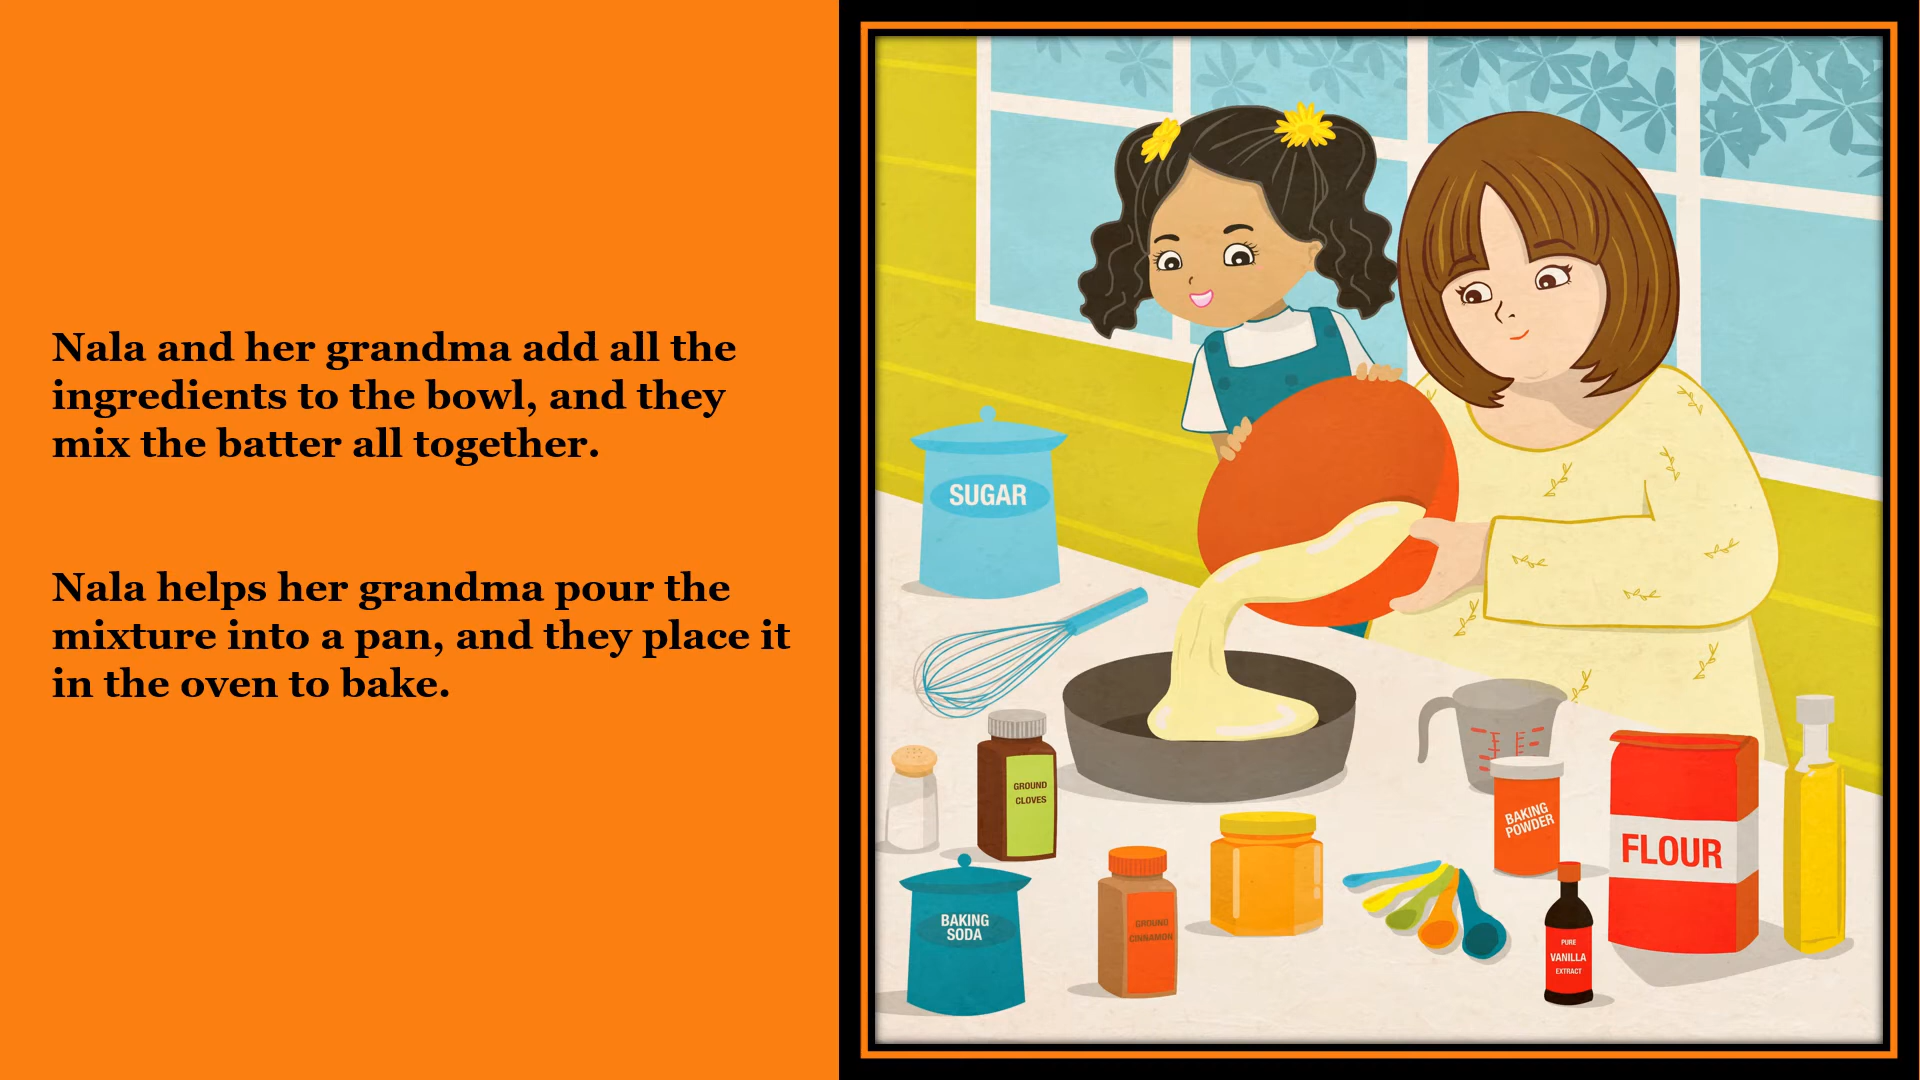 Nala and her grandma add all the
ingredients to the bowl, and they
mix the batter all together.
Nala helps her grandma pour the
mixture into a pan, and they place it
in the oven to bake.
SUGAR
GROUND
CLOVES
BAKING
POWDER
FLOUR
BAKING
SODA
GROUND
CINNAMON
PURE
VANILLA
EXTRACT